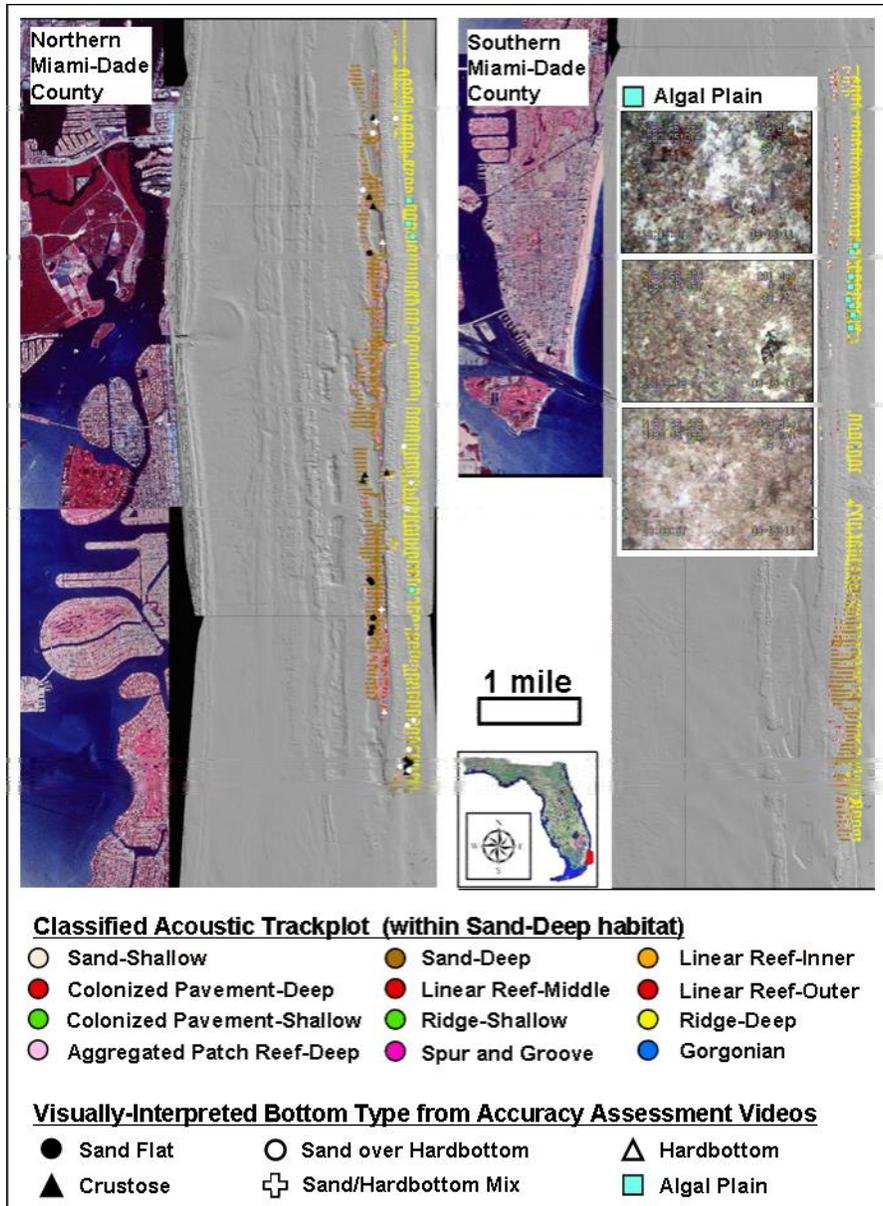 Northern
Miami-Dade
County
Southern
Miami-Dade
County
Algal Plain
1 mile
N
W
E
S
Classified Acoustic Trackplot (within Sand-Deep habitat)
Sand-Shallow
Sand-Deep
Linear Reef-Inner
Colonized Pavement-Deep
Linear Reef-Middle
Linear Reef-Outer
Colonized Pavement-Shallow
Ridge-Shallow
Ridge-Deep
Aggregated Patch Reef-Deep
Spur and Groove
Gorgonian
Visually-Interpreted Bottom Type from Accuracy Assessment Videos
Sand Flat
Sand over Hardbottom
Hardbottom
Crustose
Sand/Hardbottom Mix
Algal Plain